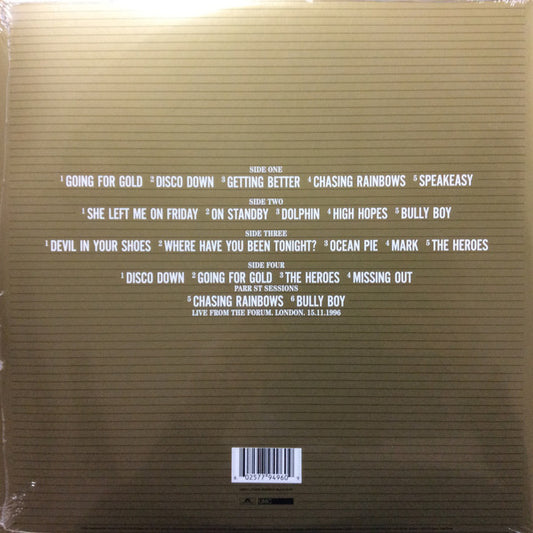 SIDE ONE
1 GOING FOR GOLD 2 DISCO DOWN 3 GETTING BETTER 4 CHASING RAINBOWS 5 SPEAKEASY
SIDE TWO
1 SHE LEFT ME ON FRIDAY 2 ON STANDBY 3 DOLPHIN 4 HIGH HOPES 5 BULLY BOY
SIDE THREE
1 DEVIL IN YOUR SHOES 2 WHERE HAVE YOU BEEN TONIGHT? 3 OCEAN PIE 4 MARK 5 THE HEROES
SIDE FOUR
1 DISCO DOWN 2 GOING FOR GOLD 3 THE HEROES 4 MISSING OUT
PARR ST SESSIONS
5 CHASING RAINBOWS 6 BULLY BOY
LIVE FROM THE FORUM. LONDON. 15.11.1996
02577 94960